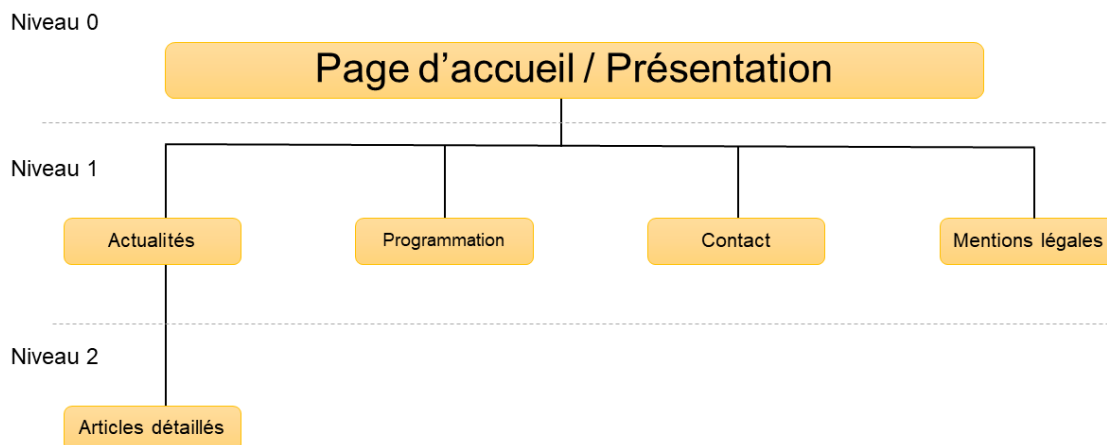 Niveau 0
Page d’accueil / Présentation
Niveau 1
Actualités
Programmation
Contact
Mentions légales
Niveau 2
Articles détaillés